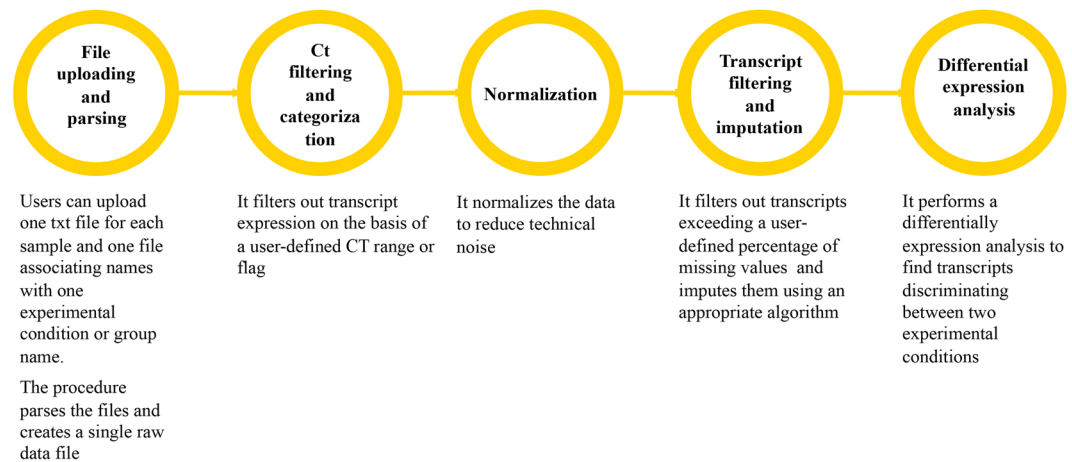 File
uploading
and
parsing
Users can upload
one txt file for each
sample and one file
associating names
with one
experimental
condition or group
name.
The procedure
parses the files and
creates a single raw
data file
Ct
filtering
and
categoriza
tion
It filters out transcript
expression on the basis of
a user-defined CT range or
flag
Normalization
It normalizes the data
to reduce technical
noise
Transcript
filtering
and
imputation
It filters out transcripts
exceeding a user-
defined percentage of
missing values and
imputes them using an
appropriate algorithm
Differential
expression
analysis
It performs a
differentially
expression analysis to
find transcripts
discriminating
between two
experimental
conditions